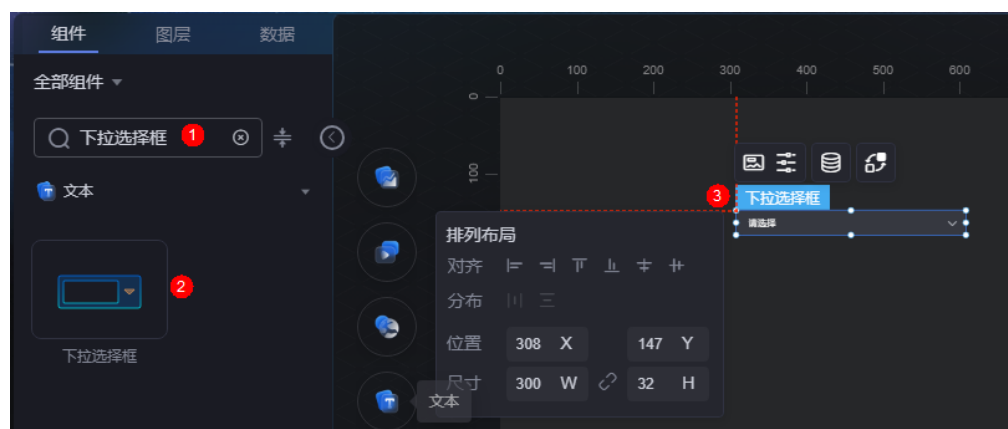 组件 图层 数据
全部组件
下拉选择框 1
文本
2
下拉选择框
0 100 200 300 400 500 600
0
100
3 下拉选择框
请选择
排列布局
对齐
分布
位置 308 X 147 Y
尺寸 300 W 32 H
文本